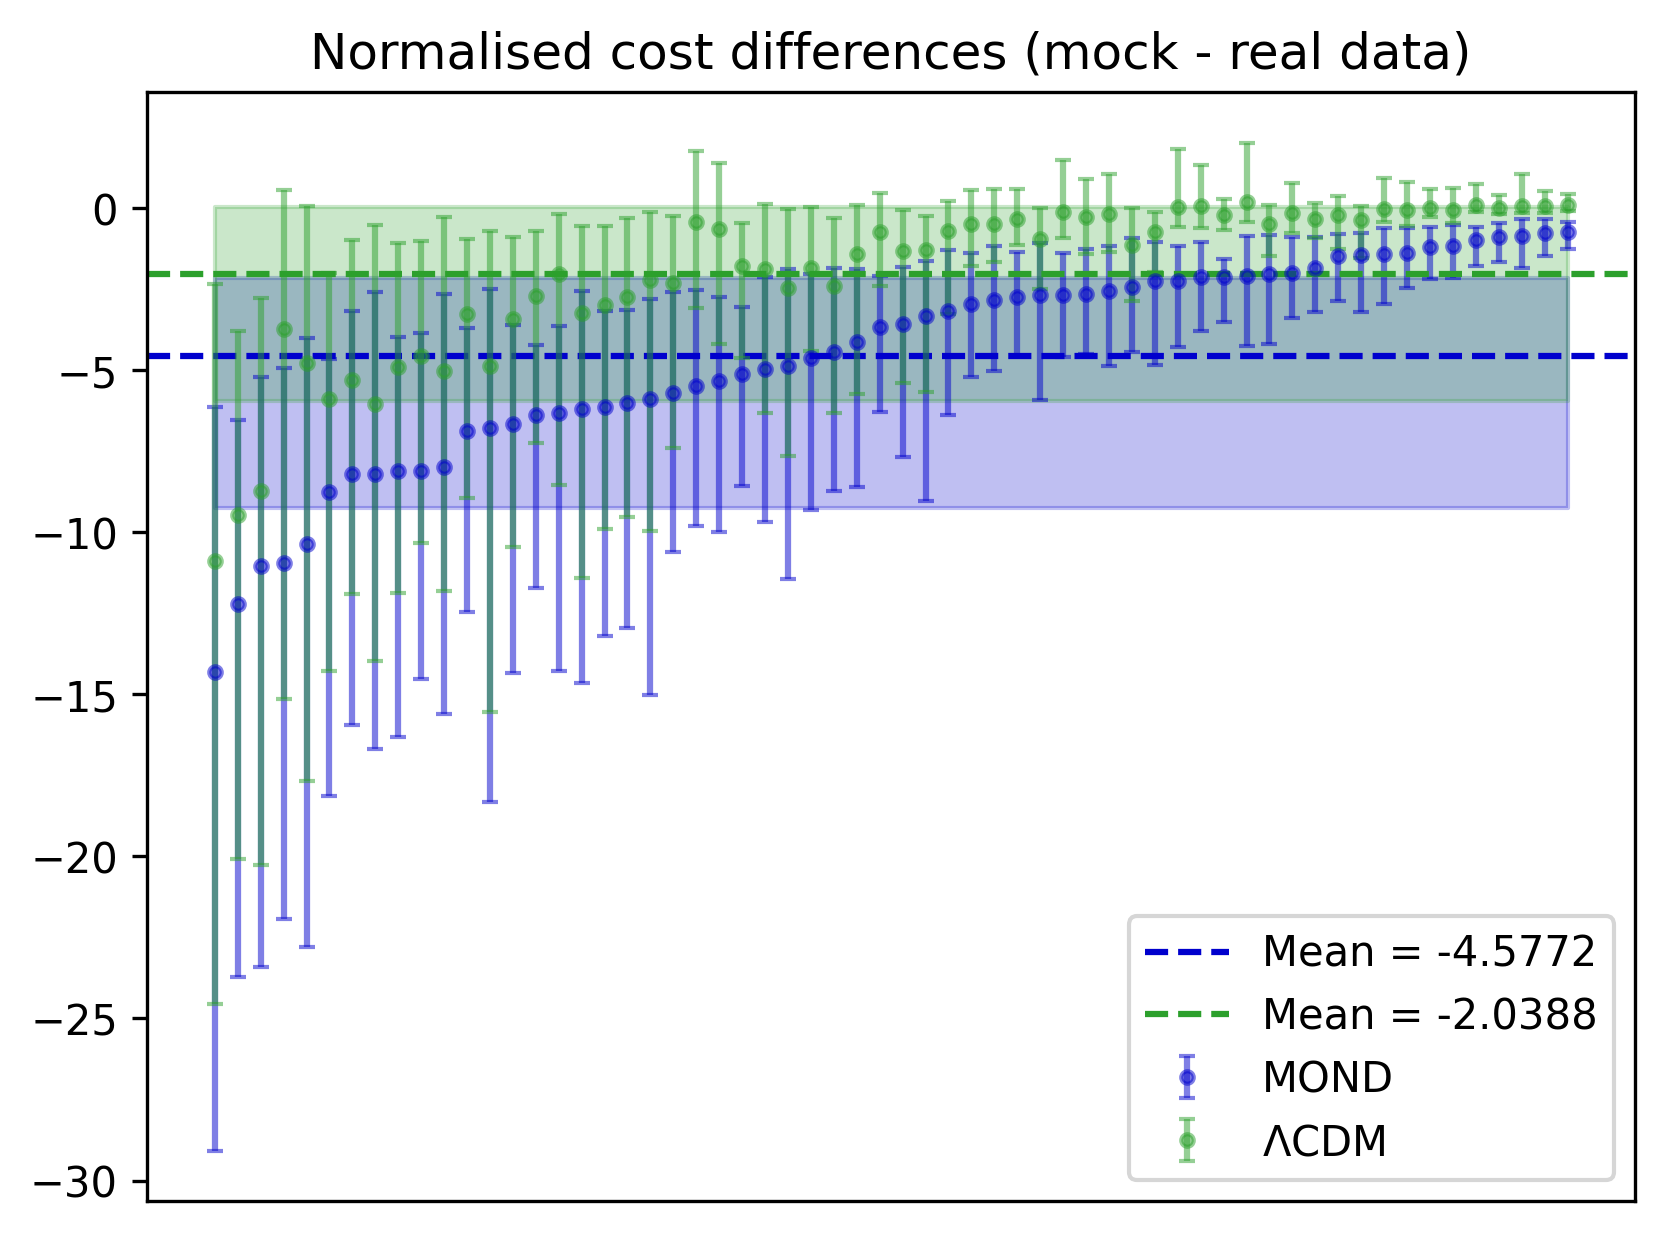 Normalised cost differences (mock - real data)
0
−5
−10
−15
−20
−25
−30
Mean = -4.5772
Mean = -2.0388
MOND
ΛCDM